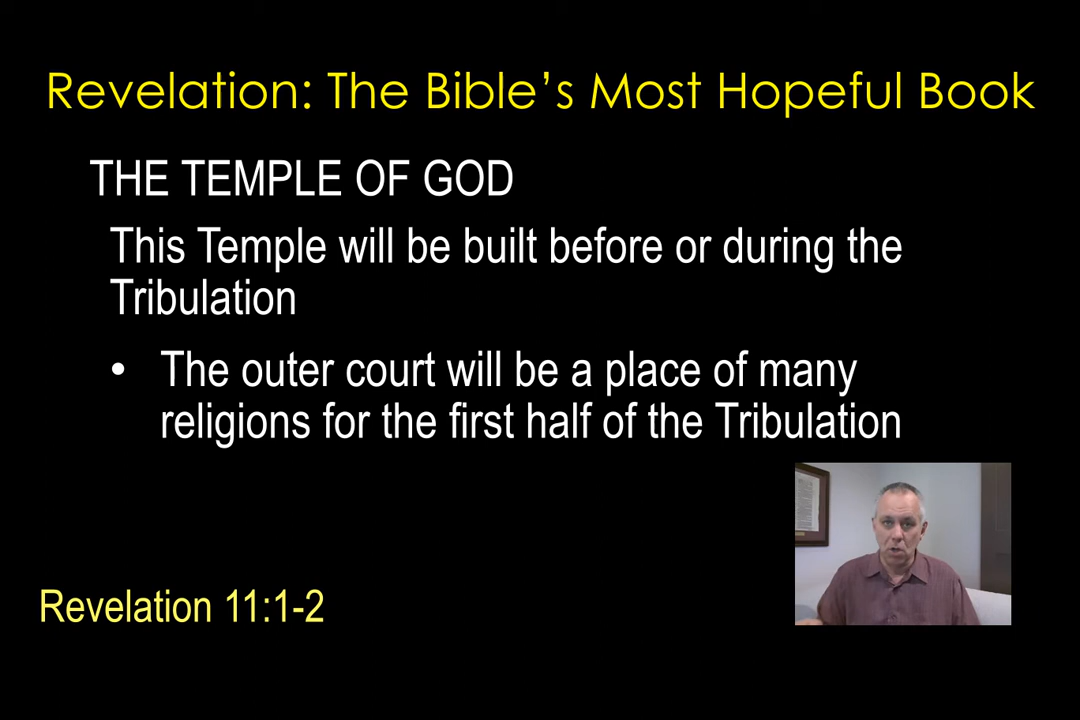 Revelation: The Bible’s Most Hopeful Book
THE TEMPLE OF GOD
This Temple will be built before or during the
Tribulation
• The outer court will be a place of many
religions for the first half of the Tribulation
Revelation 11:1-2